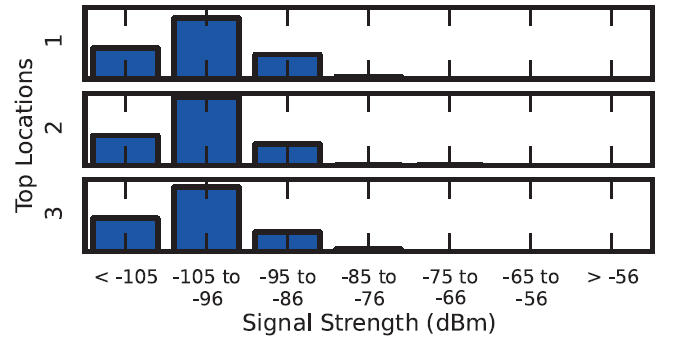 Top Locations
1
2
3
< -105
-105 to
-96
-95 to
-86
-85 to
-76
-75 to
-66
-65 to
-56
> -56
Signal Strength (dBm)